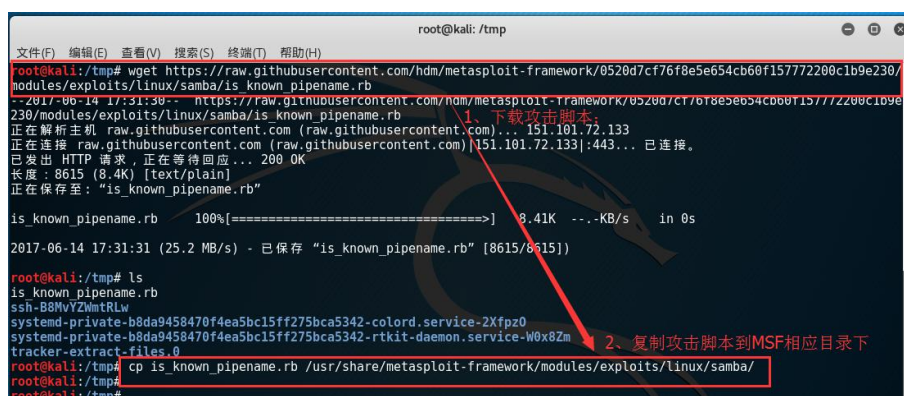 root@kali: /tmp
文件(F) 编辑(E) 查看(V) 搜索(S) 终端(T) 帮助(H)
root@kali:/tmp# wget https://raw.githubusercontent.com/hdm/metasploit-framework/0520d7cf76f8e5e654cb60f157772200c1b9e230/
modules/exploits/linux/samba/is_known_pipename.rb
--2017-06-14 17:31:30-- https://raw.githubusercontent.com/hdm/metasploit-framework/0520d7cf76f8e5e654cb60f157772200c1b9e
230/modules/exploits/linux/samba/is_known_pipename.rb
1、下载攻击脚本;
正在解析主机 raw.githubusercontent.com (raw.githubusercontent.com)... 151.101.72.133
正在连接 raw.githubusercontent.com (raw.githubusercontent.com)|151.101.72.133|:443... 已连接。
已发出 HTTP 请求，正在等待回应... 200 OK
长度：8615 (8.4K) [text/plain]
正在保存至: “is_known_pipename.rb”
is_known_pipename.rb 100%[===================================>] 8.41K --.-KB/s in 0s
2017-06-14 17:31:31 (25.2 MB/s) - 已保存 “is_known_pipename.rb” [8615/8615])
root@kali:/tmp# ls
is_known_pipename.rb
ssh-B8MvYZWmtRLw
systemd-private-b8da9458470f4ea5bc15ff275bca5342-colord.service-2XfpzO
systemd-private-b8da9458470f4ea5bc15ff275bca5342-rtkit-daemon.service-W0x8Zm
2、复制攻击脚本到MSF相应目录下
tracker-extract-files.0
root@kali:/tmp# cp is_known_pipename.rb /usr/share/metasploit-framework/modules/exploits/linux/samba/
root@kali:/tmp#
root@kali:/tmp#